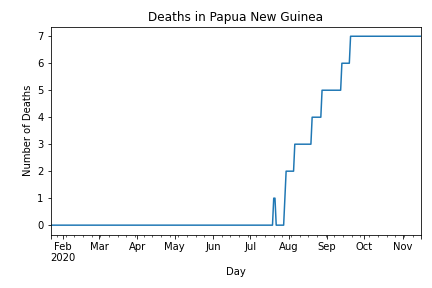 Deaths in Papua New Guinea
Number of Deaths
7
6
5
4
3
2
1
0
Feb Mar Apr May Jun Jul Aug Sep Oct Nov
2020
Day